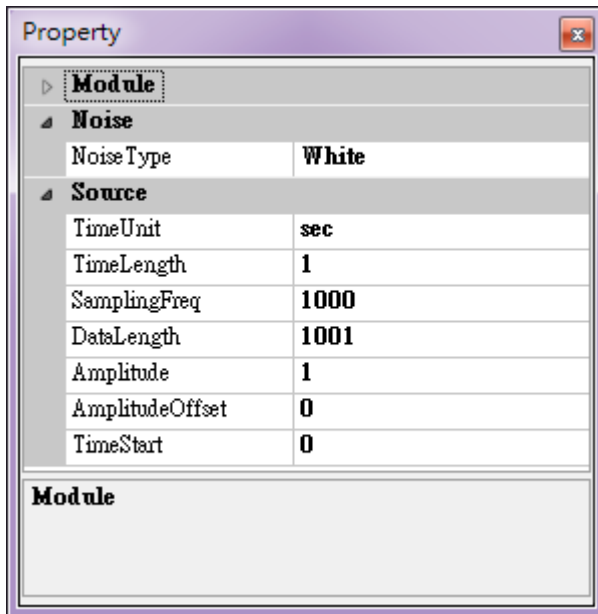 Property
Module
Noise
NoiseType White
Source
TimeUnit sec
TimeLength 1
SamplingFreq 1000
DataLength 1001
Amplitude 1
AmplitudeOffset 0
TimeStart 0
Module